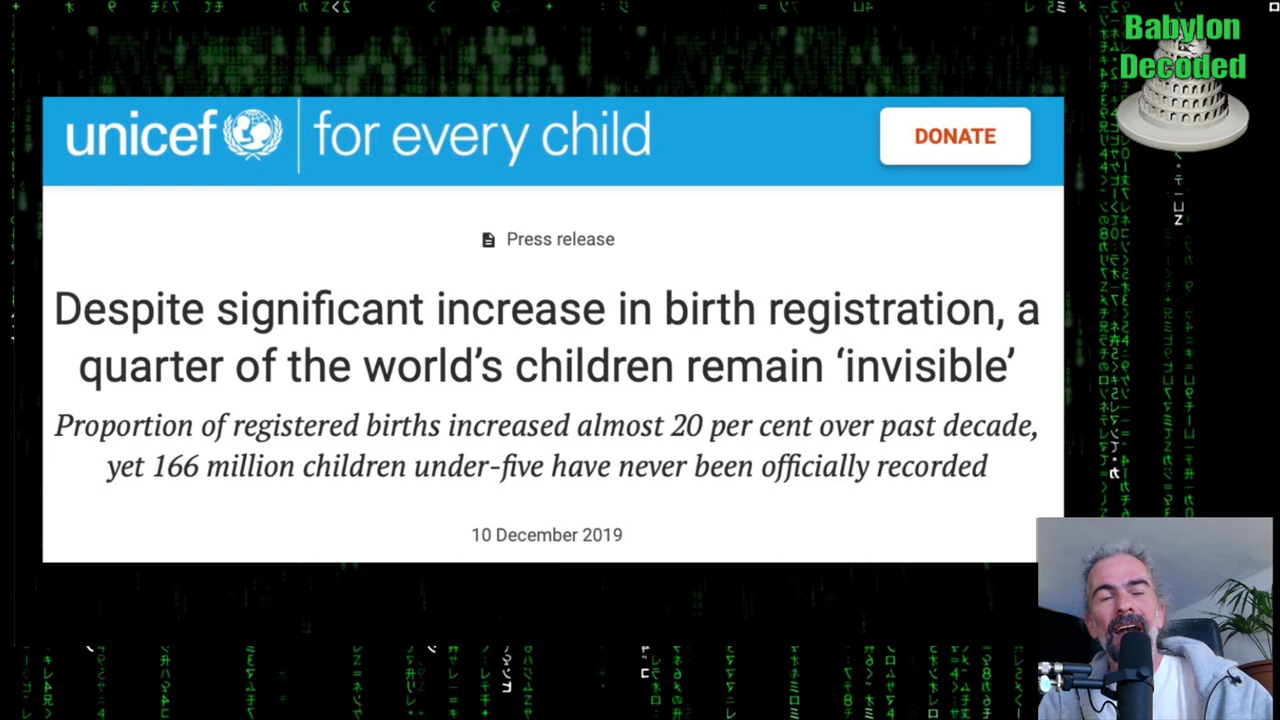 Babylon
Decoded
unicef for every child
DONATE
Press release
Despite significant increase in birth registration, a
quarter of the world’s children remain ‘invisible’
Proportion of registered births increased almost 20 per cent over past decade,
yet 166 million children under-five have never been officially recorded
10 December 2019